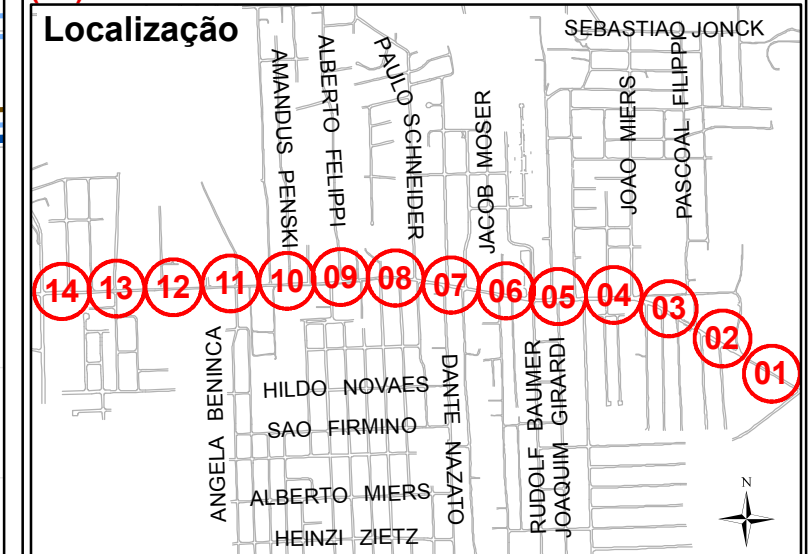 Localização
SEBASTIAO JONCK
AMANDUS PENSKI
ALBERTO FELIPPI
PAULO SCHNEIDER
JACOB MOSER
JOAO MIERS
PASCOAL FILIPPI
14 13 12 11 10 09 08 07 06 05 04 03 02 01
ANGELA BENINCA
HILDO NOVAES
SAO FIRMINO
ALBERTO MIERS
HEINZI ZIETZ
DANTE NAZATO
RUDOLF BAUMER
JOAQUIM GIRARDI
N